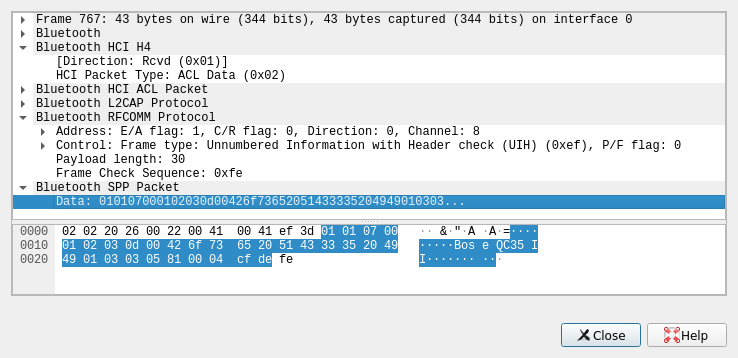 Frame 767: 43 bytes on wire (344 bits), 43 bytes captured (344 bits) on interface 0
Bluetooth
Bluetooth HCI H4
[Direction: Rcvd (0x01)]
HCI Packet Type: ACL Data (0x02)
Bluetooth HCI ACL Packet
Bluetooth L2CAP Protocol
Bluetooth RFCOMM Protocol
Address: E/A flag: 1, C/R flag: 0, Direction: 0, Channel: 8
Control: Frame type: Unnumbered Information with Header check (UIH) (0xef), P/F flag: 0
Payload length: 30
Frame Check Sequence: 0xfe
Bluetooth SPP Packet
Data: 010107000102030d00426f736520514333352049490103​03...
0000 02 02 20 26 00 22 00 41 00 41 ef 3d 01 01 07 00 ·· &·"·A ·A·=····
0010 01 02 03 0d 00 42 6f 73 65 20 51 43 33 35 20 49 ·····Bos e QC35 I
0020 49 01 03 03 05 81 00 04 cf de fe I······· ···
Close
Help